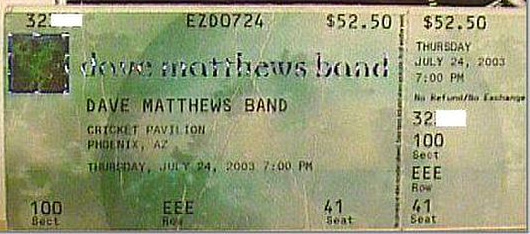 32 EZD0724 $52.50
dave matthews band
DAVE MATTHEWS BAND
CRICKET PAVILION
PHOENIX, AZ
THURSDAY, JULY 24, 2003 7:00 PM
100 EEE 41
Sect Row Seat
$52.50
THURSDAY
JULY 24, 2003
7:00 PM
No Refund/No Exchange
32
100
Sect
EEE
Row
41
Seat